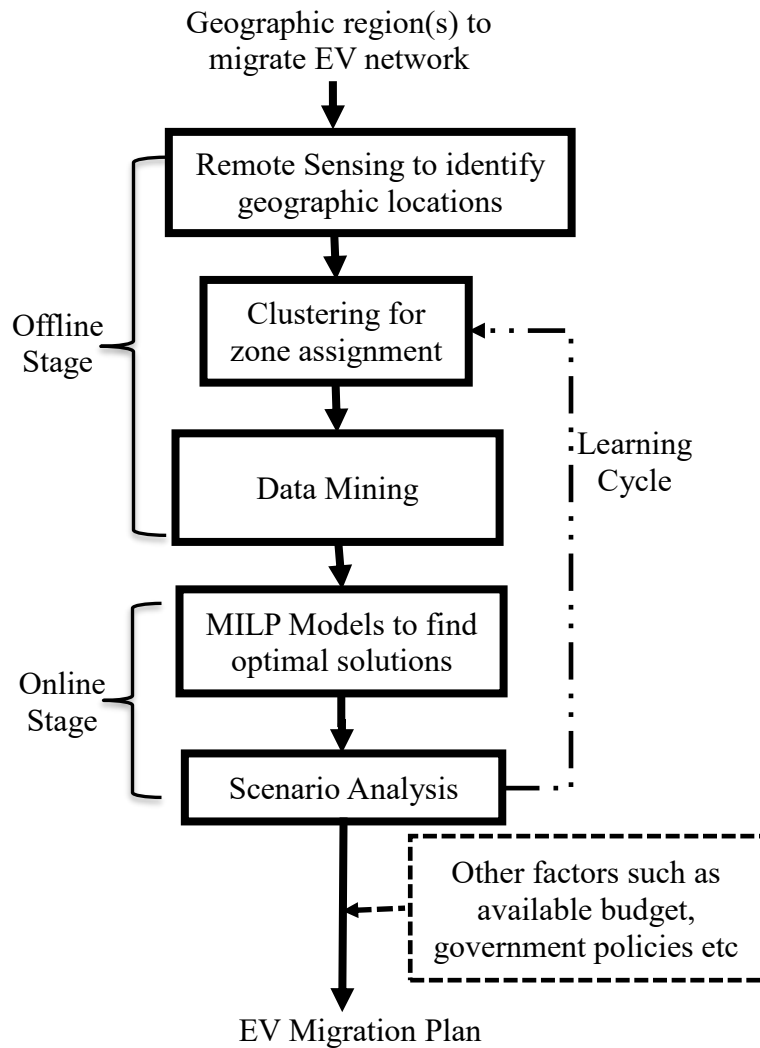 Geographic region(s) to
migrate EV network
Remote Sensing to identify
geographic locations
Clustering for
zone assignment
Offline
Stage
Learning
Cycle
Data Mining
MILP Models to find
optimal solutions
Online
Stage
Scenario Analysis
Other factors such as
available budget,
government policies etc
EV Migration Plan